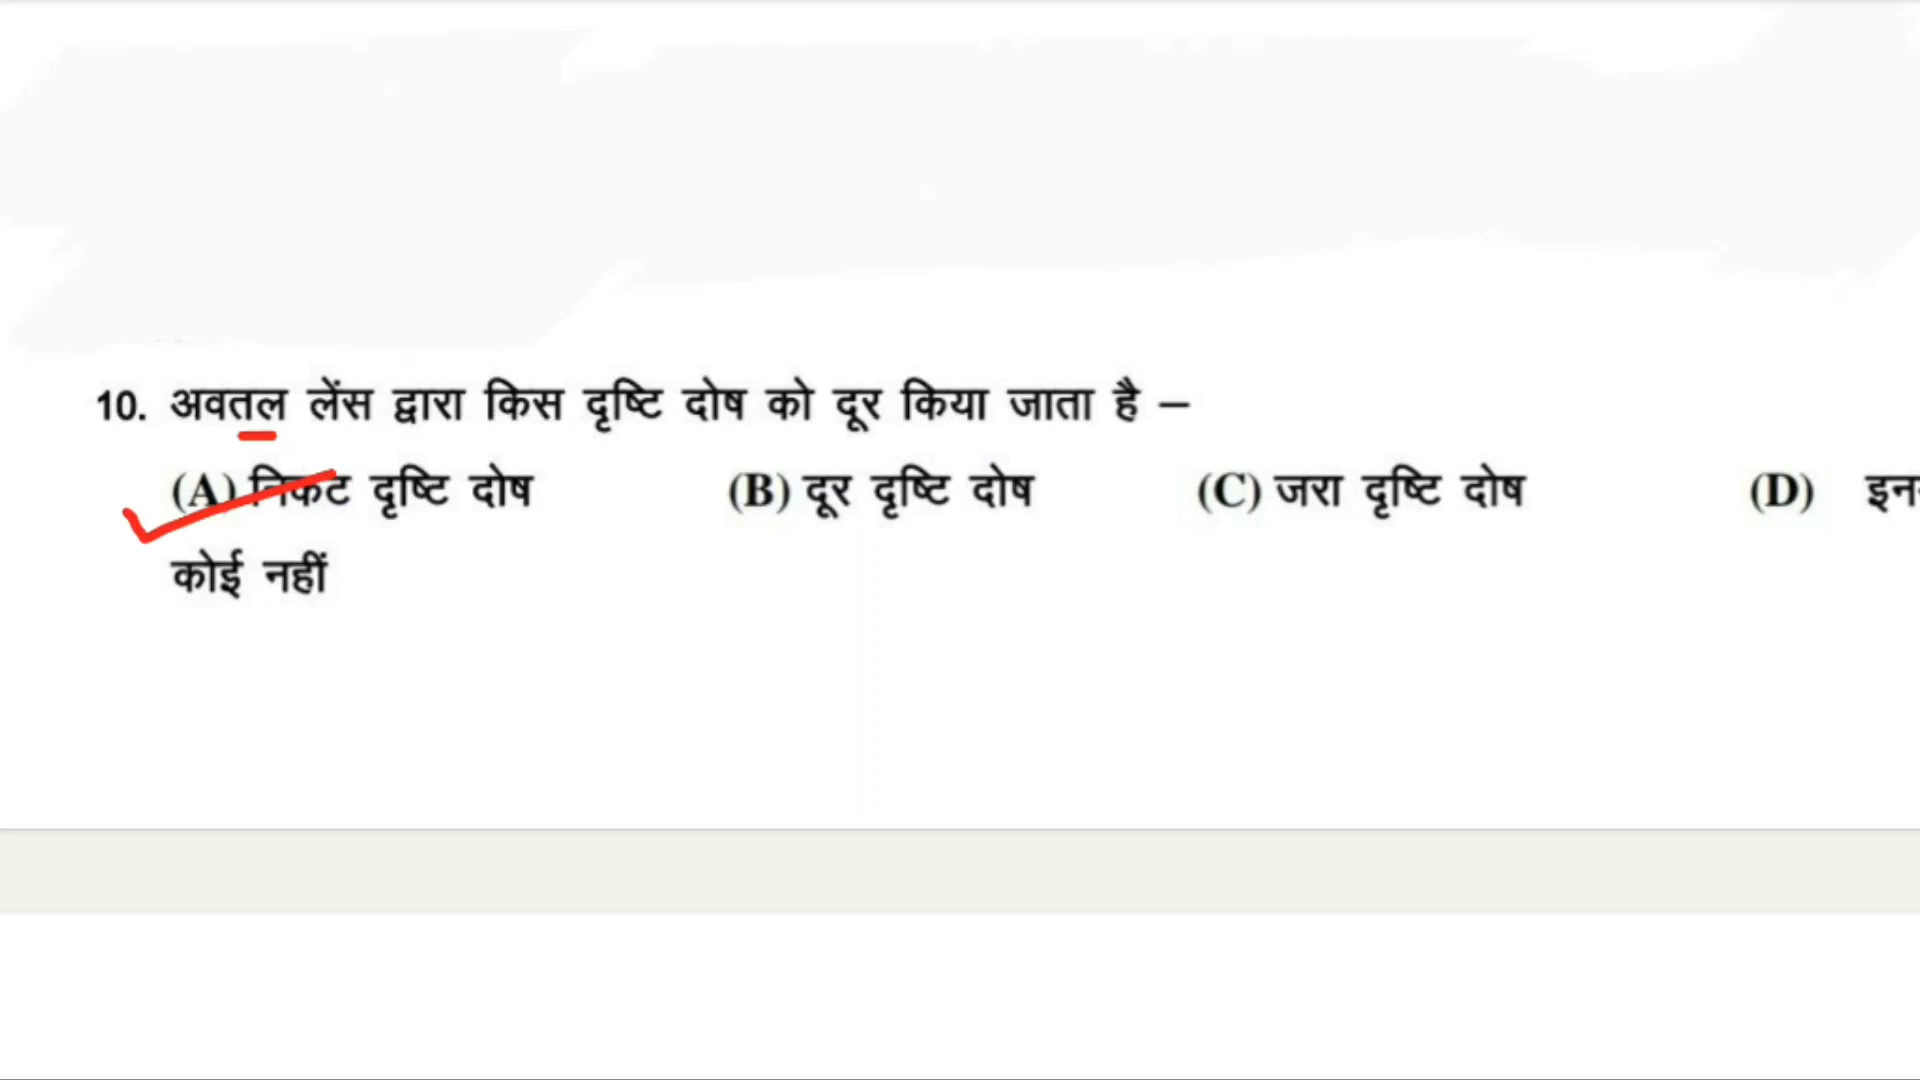 10. अवतल लेंस द्वारा किस दृष्टि दोष को दूर किया जाता है –
(A) निकट दृष्टि दोष (B) दूर दृष्टि दोष (C) जरा दृष्टि दोष (D)
कोई नहीं